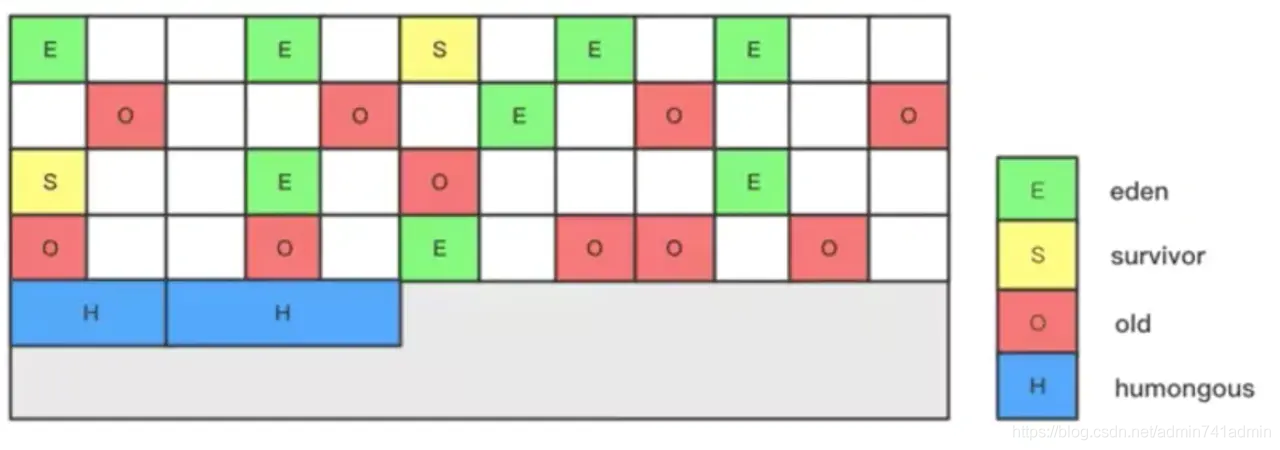 E E S E E
O O E O O
S E O E
O O E O O O
H H
E eden
S survivor
O old
H humongous
https://blog.csdn.net/admin741admin